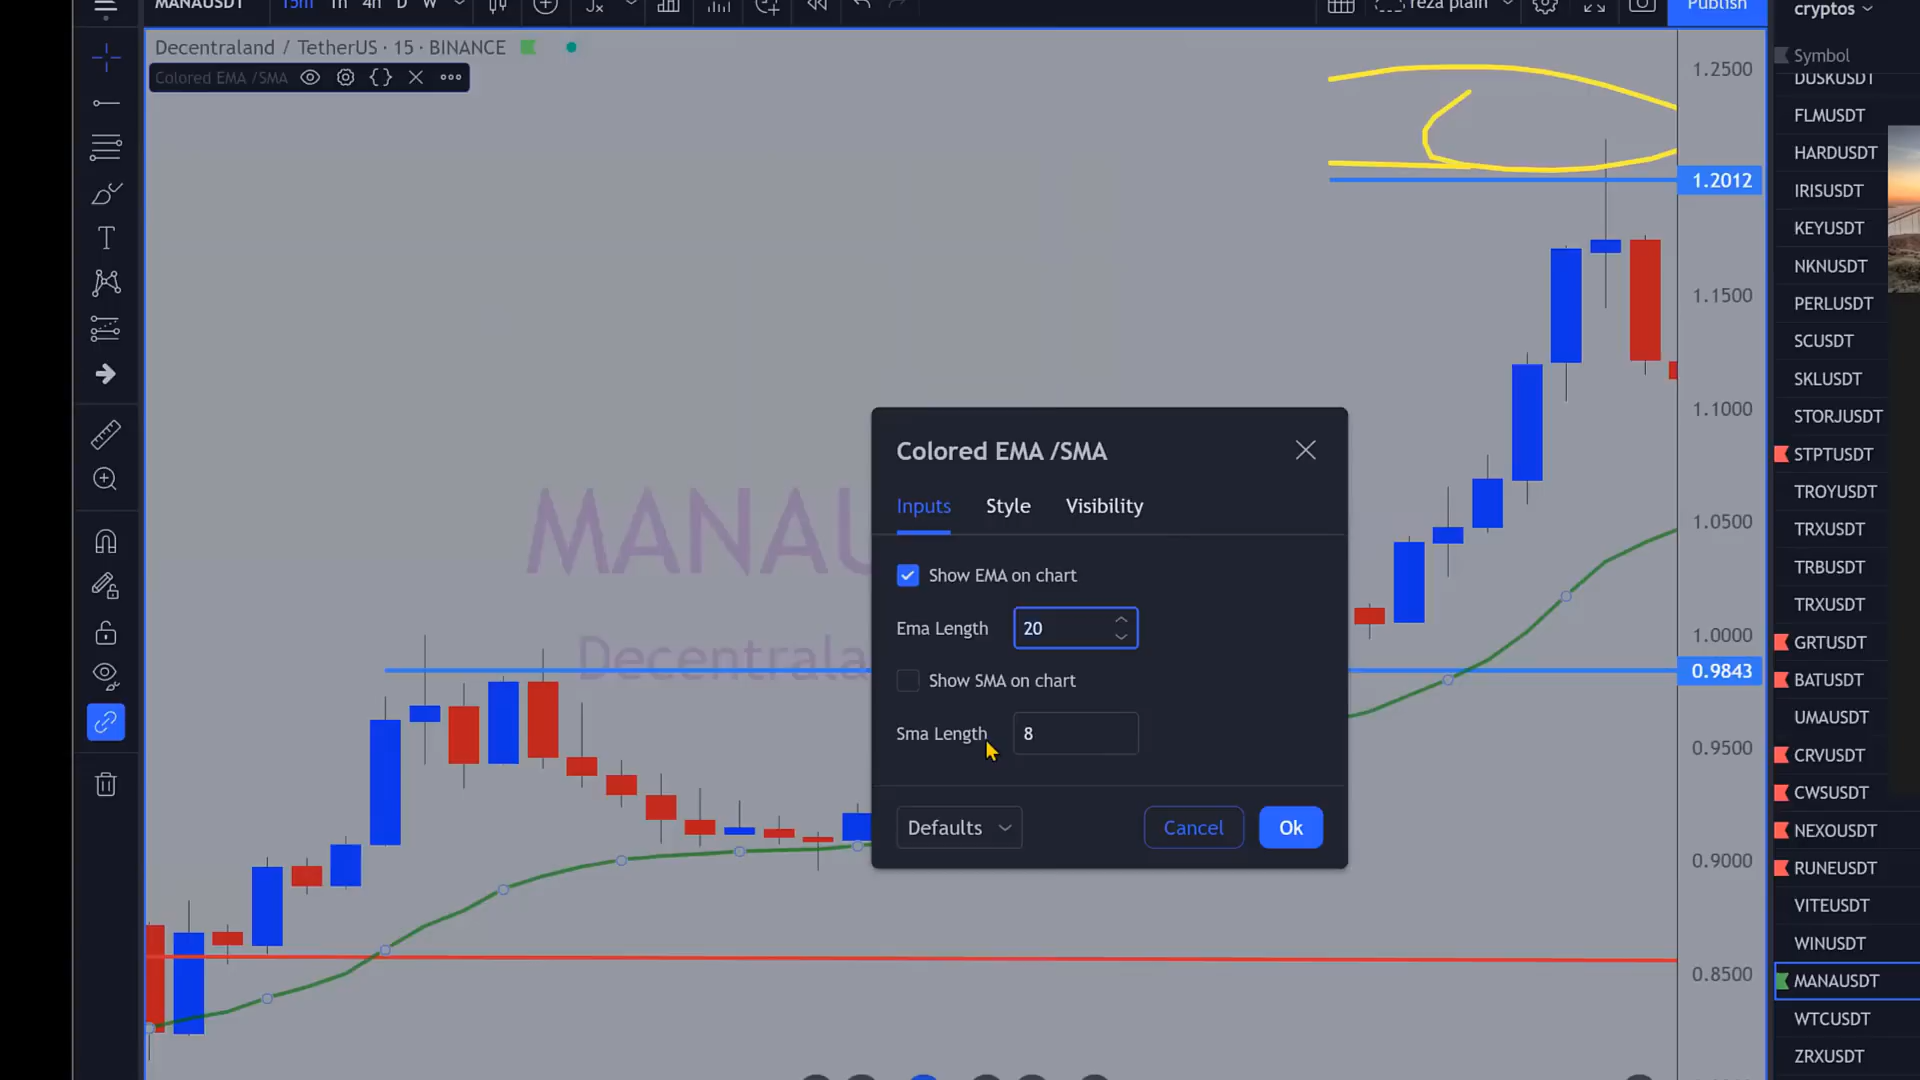 MANAUSDT 15m 1h 4h D W reza plain Publish
cryptos
Decentraland / TetherUS · 15 · BINANCE
Colored EMA /SMA
Symbol
DUSKUSDT
FLMUSDT
HARDUSDT
IRISUSDT
KEYUSDT
NKNUSDT
PERLUSDT
SCUSDT
SKLUSDT
STORJUSDT
STPTUSDT
TROYUSDT
TRXUSDT
TRBUSDT
TRXUSDT
GRTUSDT
BATUSDT
UMAUSDT
CRVUSDT
CWSUSDT
NEXOUSDT
RUNEUSDT
VITEUSDT
WINUSDT
MANAUSDT
WTCUSDT
ZRXUSDT
1.2500
1.2012
1.1500
1.1000
1.0500
1.0000
0.9843
0.9500
0.9000
0.8500
MANAU
Decentrala
Colored EMA /SMA
Inputs Style Visibility
Show EMA on chart
Ema Length 20
Show SMA on chart
Sma Length 8
Defaults Cancel Ok